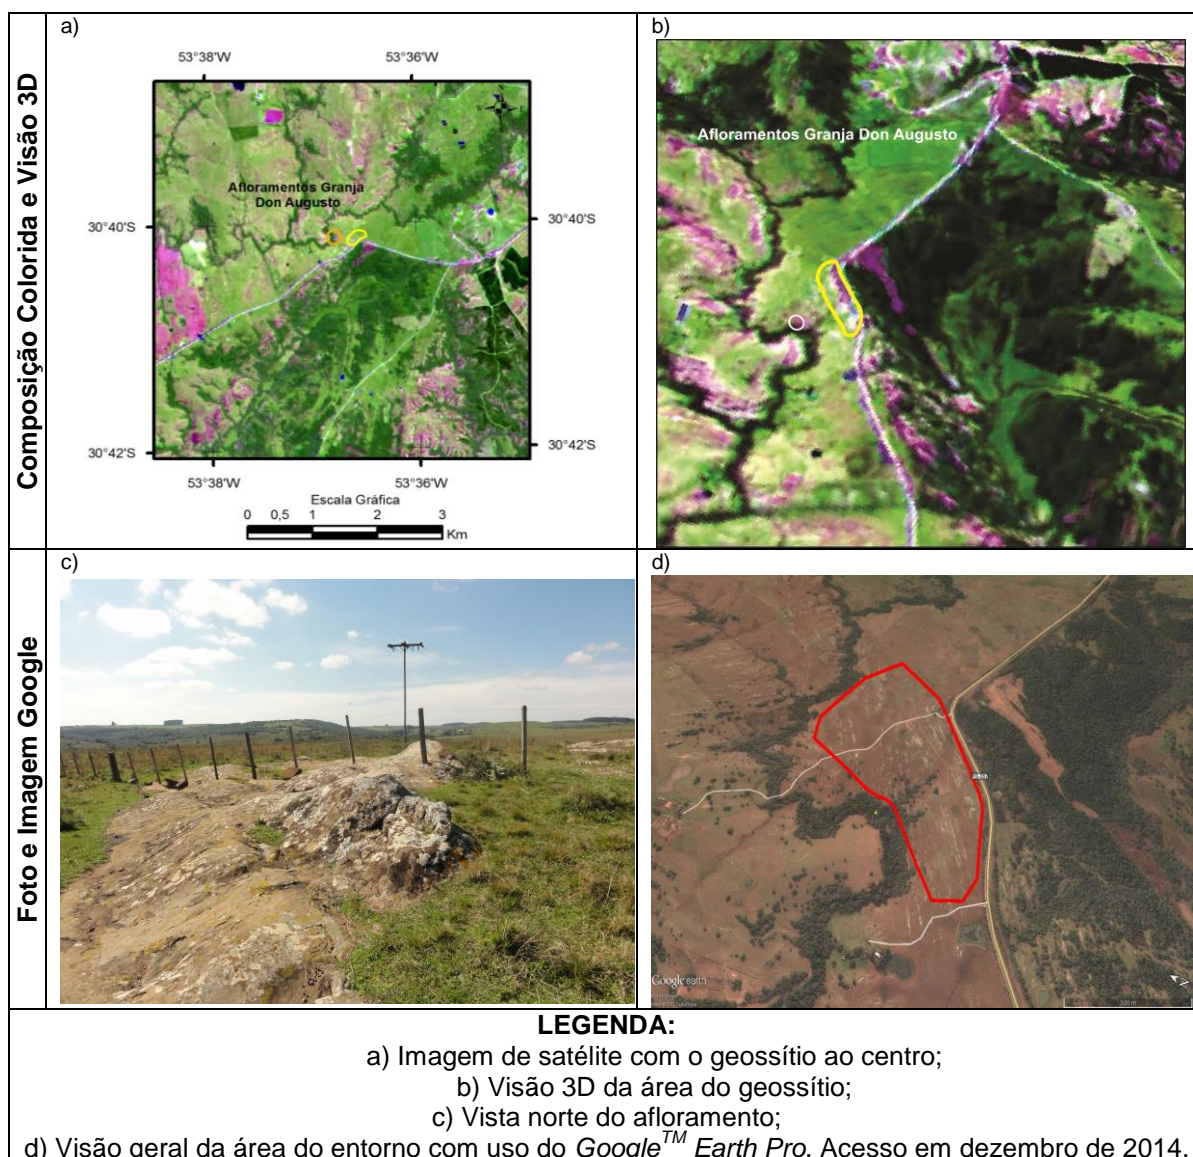 Composição Colorida e Visão 3D
a)
53°38'W 53°36'W
Afloramentos Granja
Don Augusto
30°40'S 30°40'S
30°42'S 30°42'S
53°38'W 53°36'W
Escala Gráfica
0 0,5 1 2 3
Km
b)
Afloramentos Granja Don Augusto
Foto e Imagem Google
c)
d)
Google earth
300 m
LEGENDA:
a) Imagem de satélite com o geossítio ao centro;
b) Visão 3D da área do geossítio;
c) Vista norte do afloramento;
d) Visão geral da área do entorno com uso do Google™ Earth Pro. Acesso em dezembro de 2014.